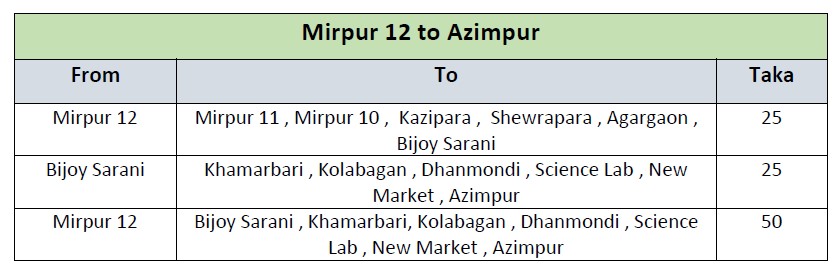 Mirpur 12 to Azimpur
From To Taka
Mirpur 12 Mirpur 11 , Mirpur 10 , Kazipara , Shewrapara , Agargaon , 25
Bijoy Sarani
Bijoy Sarani Khamarbari , Kolabagan , Dhanmondi , Science Lab , New 25
Market , Azimpur
Mirpur 12 Bijoy Sarani , Khamarbari, Kolabagan , Dhanmondi , Science 50
Lab , New Market , Azimpur